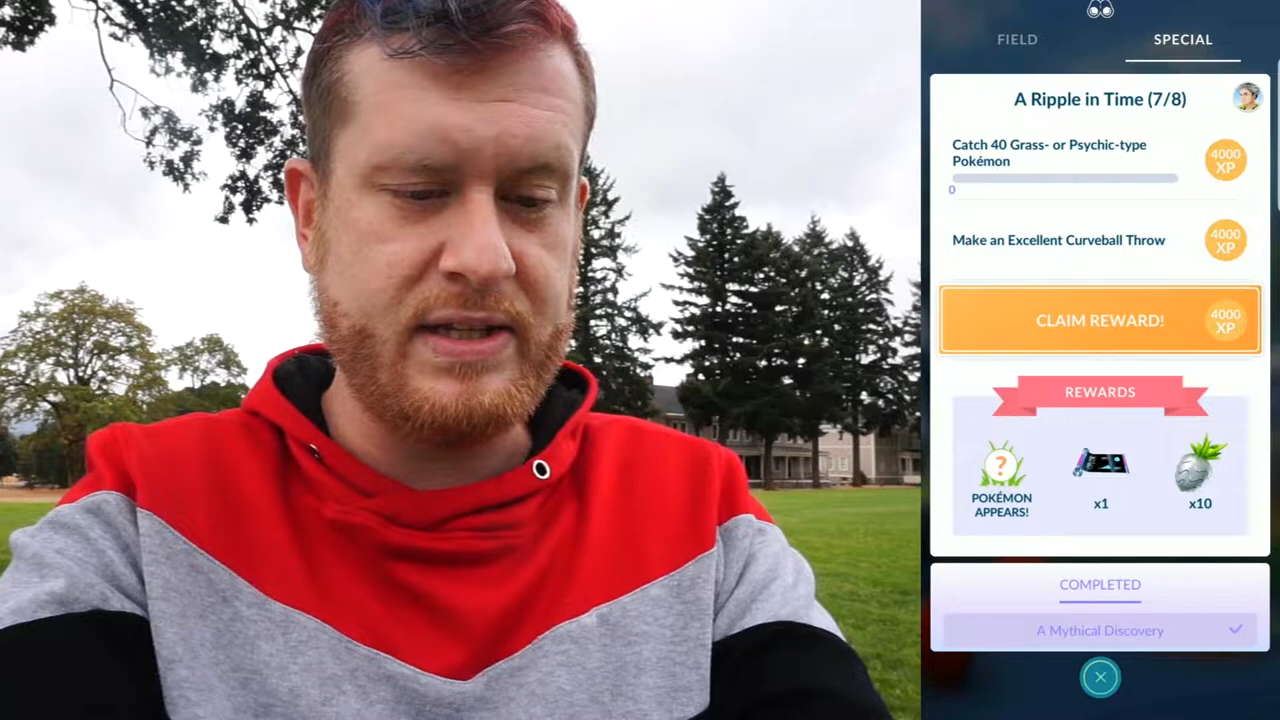 FIELD
SPECIAL
A Ripple in Time (7/8)
Catch 40 Grass- or Psychic-type
Pokémon
4000
XP
0
Make an Excellent Curveball Throw
4000
XP
CLAIM REWARD!
4000
XP
REWARDS
?
POKÉMON
APPEARS!
x1
x10
COMPLETED
A Mythical Discovery